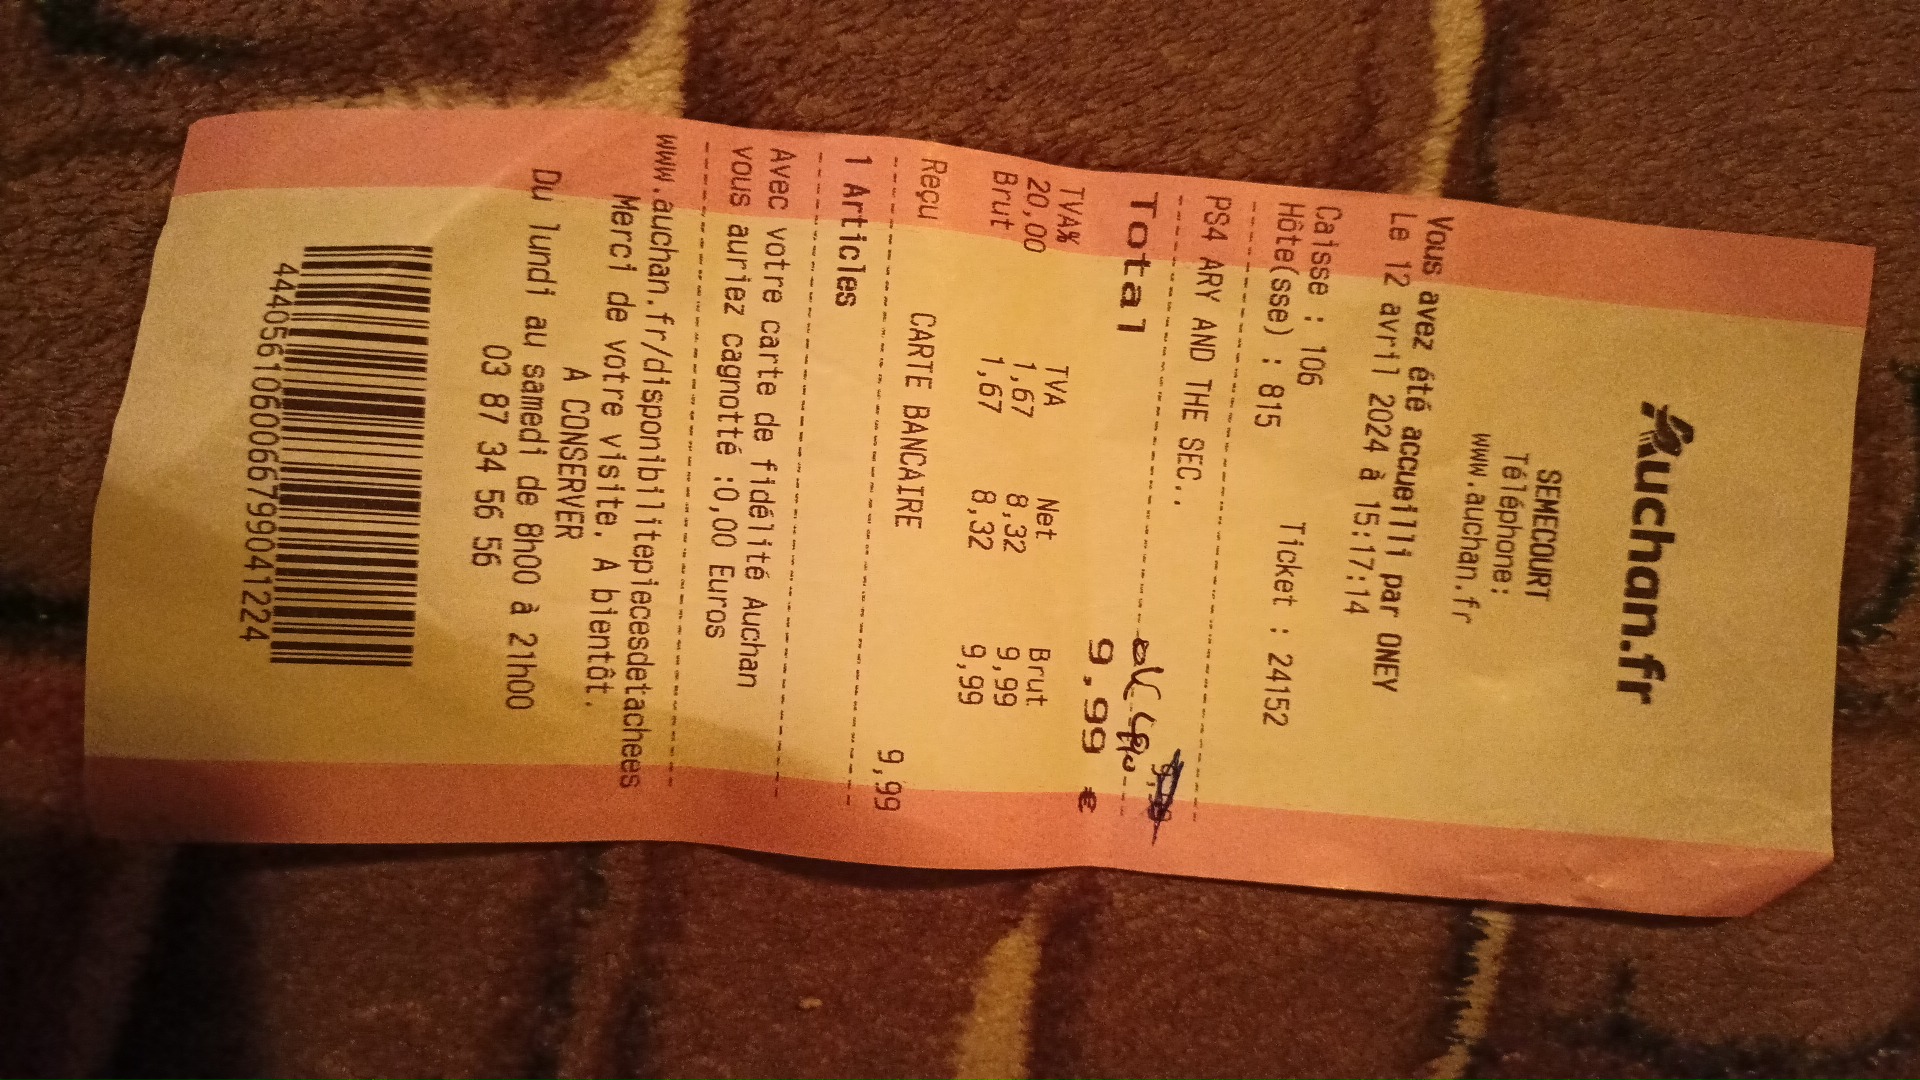 Auchan.fr
SEMECOURT
Téléphone:
www.auchan.fr
Vous avez été accueilli par ONEY
Le 12 avril 2024 à 15:17:14
Caisse : 106 Ticket : 24152
Hôte(sse) : 815
PS4 ARY AND THE SEC..
Total 9,99 €
TVA% TVA Net Brut
20,00 1,67 8,32 9,99
Brut 1,67 8,32 9,99
Reçu CARTE BANCAIRE 9,99
1 Articles
Avec votre carte de fidélité Auchan
vous auriez cagnotté :0,00 Euros
www.auchan.fr/disponibilitepiecesdetachees
Merci de votre visite. A bientôt.
A CONSERVER
Du lundi au samedi de 8h00 à 21h00
03 87 34 56 56
4440561060066799041224